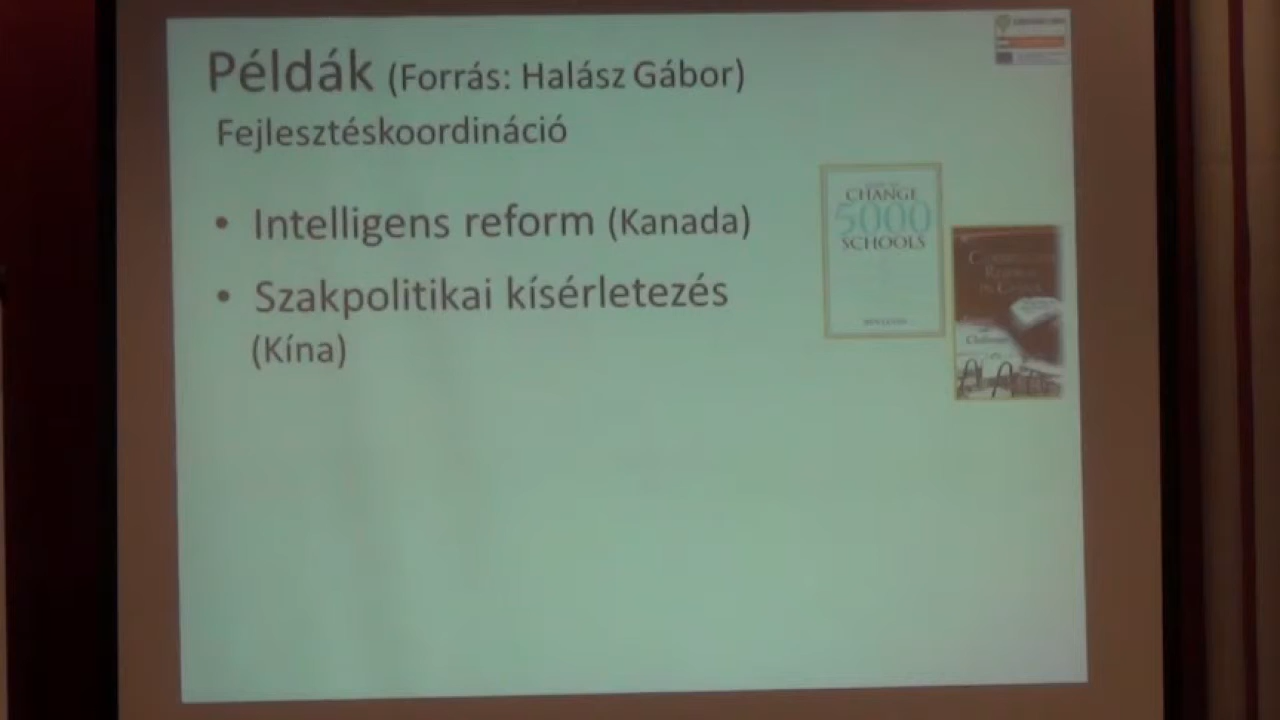 Példák (Forrás: Halász Gábor)
Fejlesztéskoordináció
• Intelligens reform (Kanada)
• Szakpolitikai kísérletezés
(Kína)
CHANGE
5000
SCHOOLS